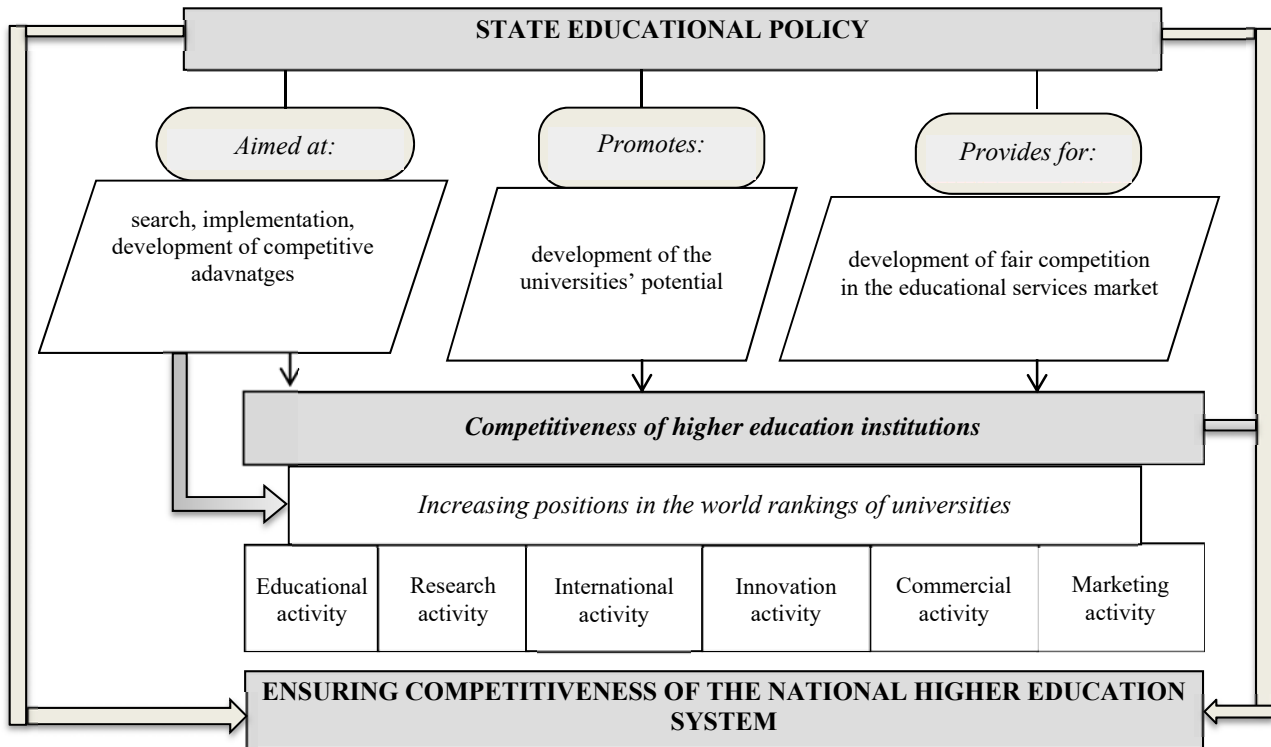 STATE EDUCATIONAL POLICY
Aimed at:
Promotes:
Provides for:
search, implementation,
development of competitive
adavnatges
development of the
universities’ potential
development of fair competition
in the educational services market
Competitiveness of higher education institutions
Increasing positions in the world rankings of universities
Educational
activity
Research
activity
International
activity
Innovation
activity
Commercial
activity
Marketing
activity
ENSURING COMPETITIVENESS OF THE NATIONAL HIGHER EDUCATION
SYSTEM